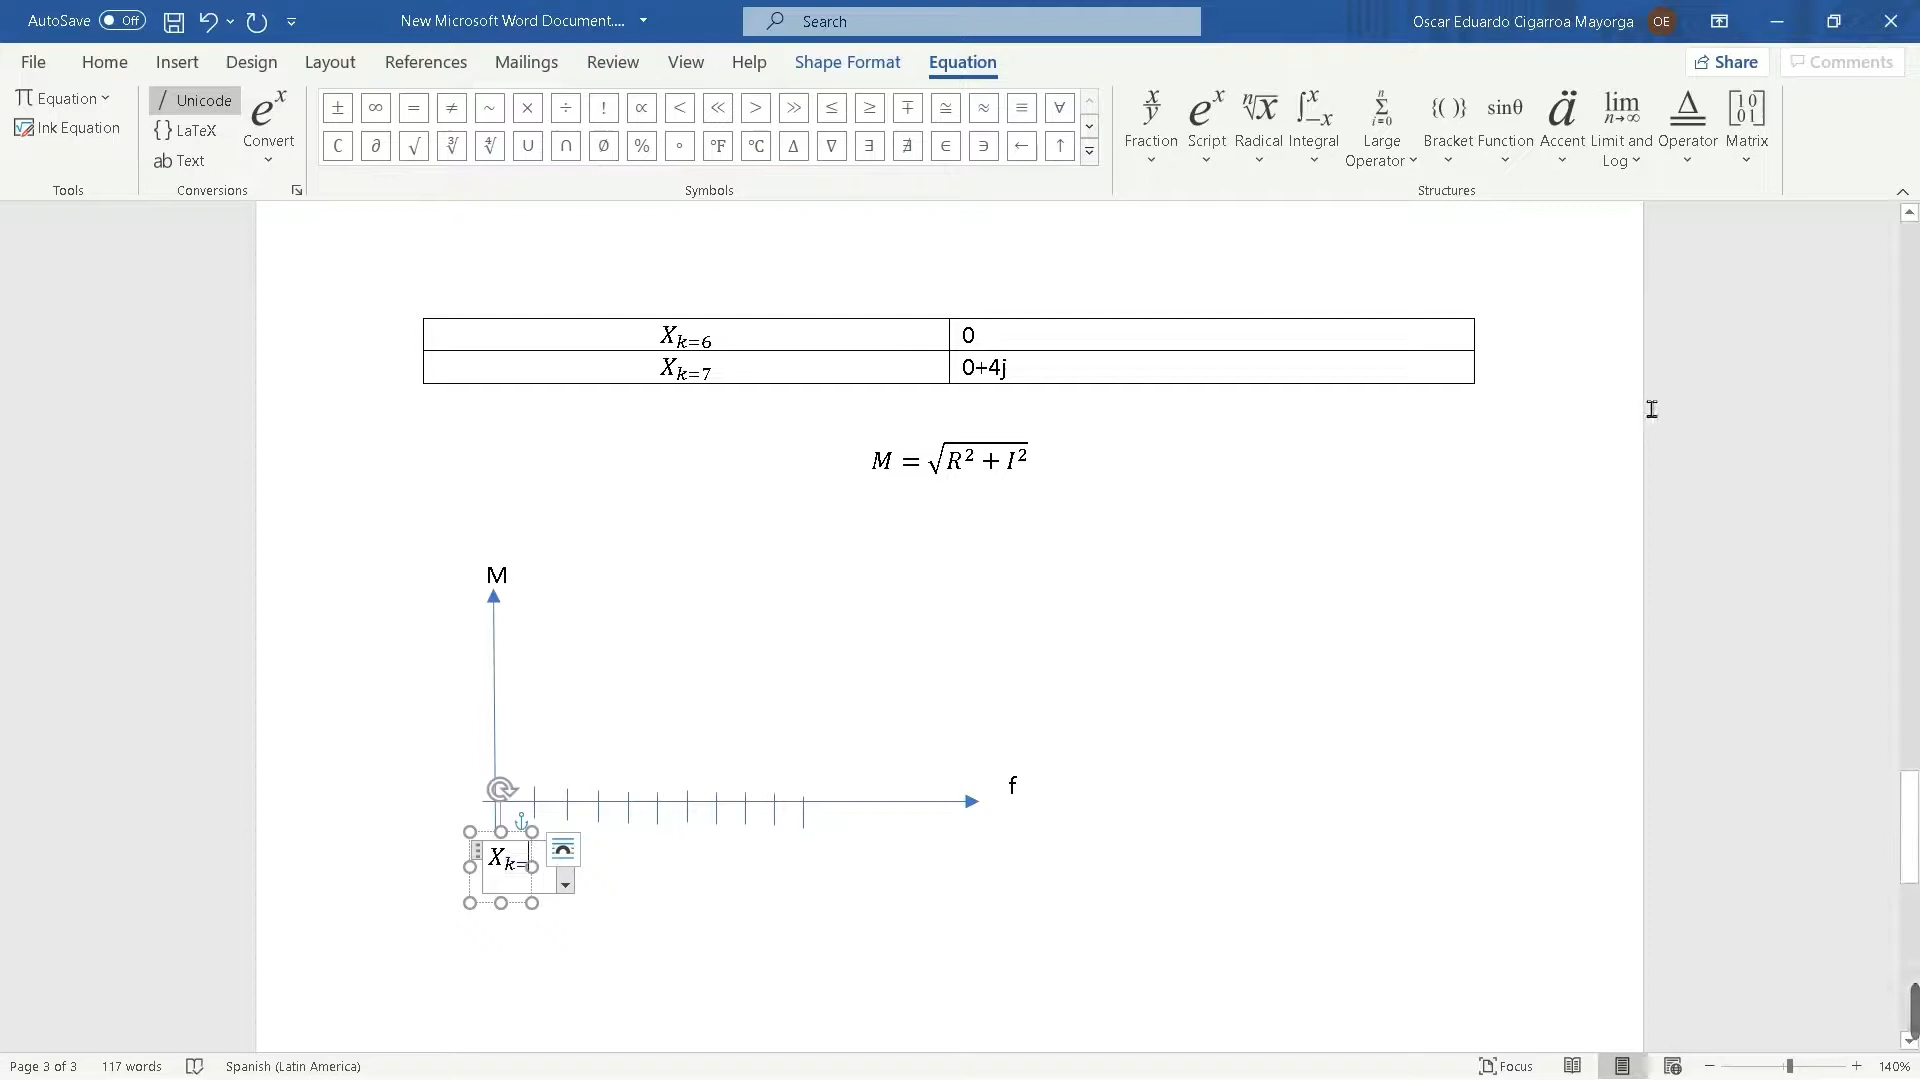 AutoSave Off New Microsoft Word Document.... Search Oscar Eduardo Cigarroa Mayorga OE
File Home Insert Design Layout References Mailings Review View Help Shape Format Equation Share Comments
π Equation / Unicode e^x ± ∞ = ≠ ~ × ÷ ! ∝ < ≪ > ≫ ≤ ≥ ∓ ≅ ≈ ≡ ∀
Ink Equation {} LaTeX Convert C ∂ √ ∛ ∜ ∪ ∩ ∅ % ° °F °C ∆ ∇ ∃ ∄ ∈ ∋ ← ↑
ab Text
Fraction Script Radical Integral Large Operator Bracket Function Accent Limit and Log Operator Matrix
Tools Conversions Symbols Structures
X_{k=6} 0
X_{k=7} 0+4j
M = √(R² + I²)
M
f
X_{k=}
Page 3 of 3 117 words Spanish (Latin America) Focus 140%